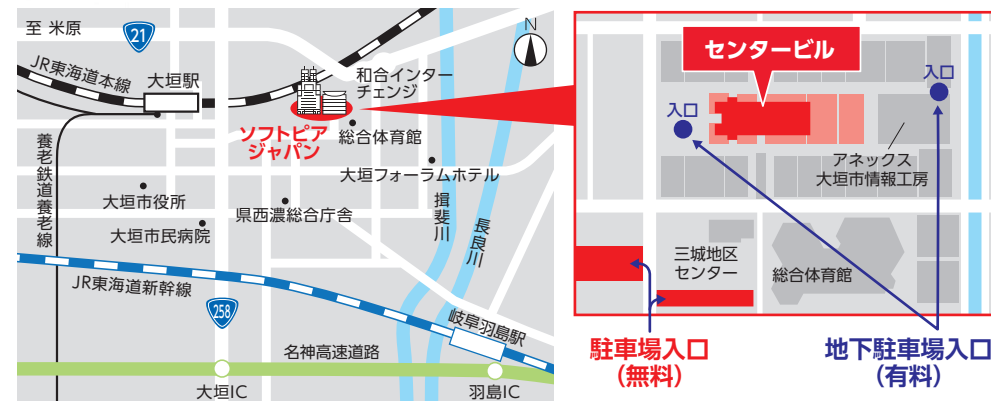 至 米原
21
N
JR東海道本線
大垣駅
和合インター
チェンジ
ソフトピア
ジャパン
総合体育館
養老鉄道養老線
大垣フォーラムホテル
大垣市役所
県西濃総合庁舎
揖斐川
長良川
大垣市民病院
JR東海道新幹線
258
岐阜羽島駅
名神高速道路
大垣IC
羽島IC
センタービル
入口
入口
アネックス
大垣市情報工房
三城地区
センター
総合体育館
駐車場入口
(無料)
地下駐車場入口
(有料)